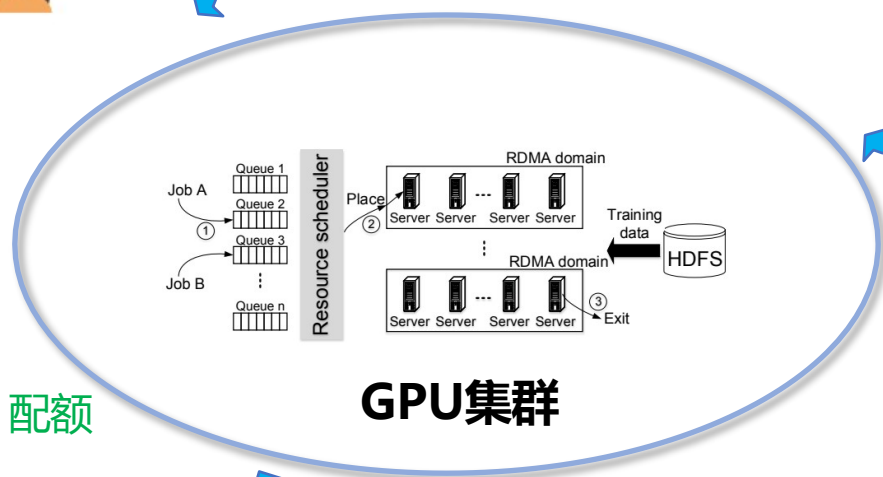 Job A
Job B
①
Queue 1
Queue 2
Queue 3
Queue n
Resource scheduler
Place
②
RDMA domain
Server Server Server Server
RDMA domain
Server Server Server Server
③
Exit
Training
data
HDFS
配额
GPU集群